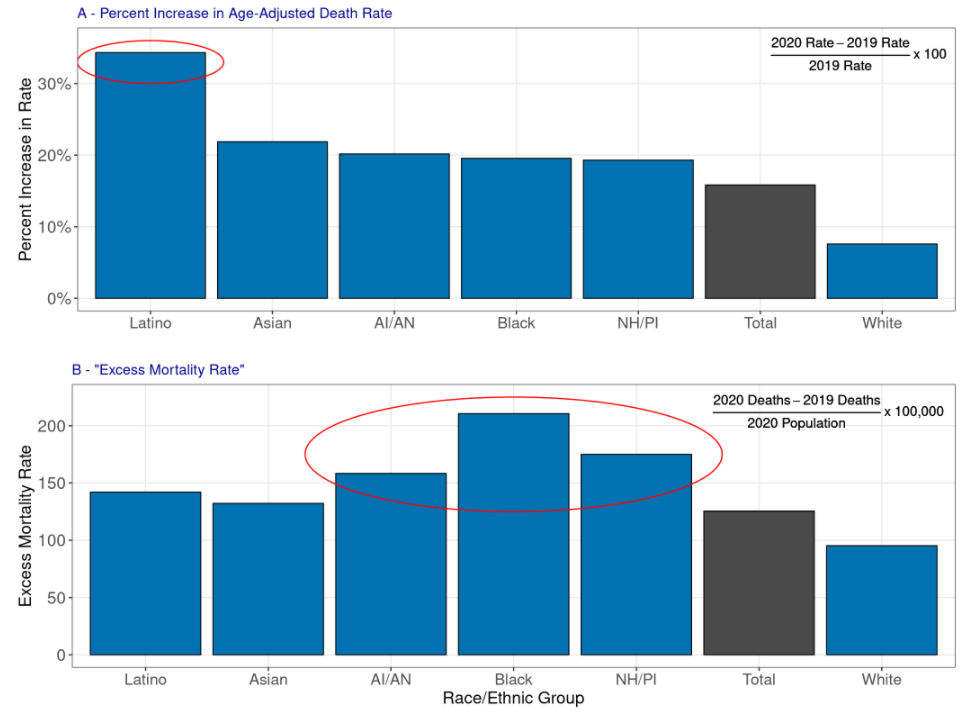 A - Percent Increase in Age-Adjusted Death Rate
2020 Rate – 2019 Rate
2019 Rate
x 100
Percent Increase in Rate
30%
20%
10%
0%
Latino Asian AI/AN Black NH/PI Total White
B - "Excess Mortality Rate"
2020 Deaths – 2019 Deaths
2020 Population
x 100,000
Excess Mortality Rate
200
150
100
50
0
Latino Asian AI/AN Black NH/PI Total White
Race/Ethnic Group